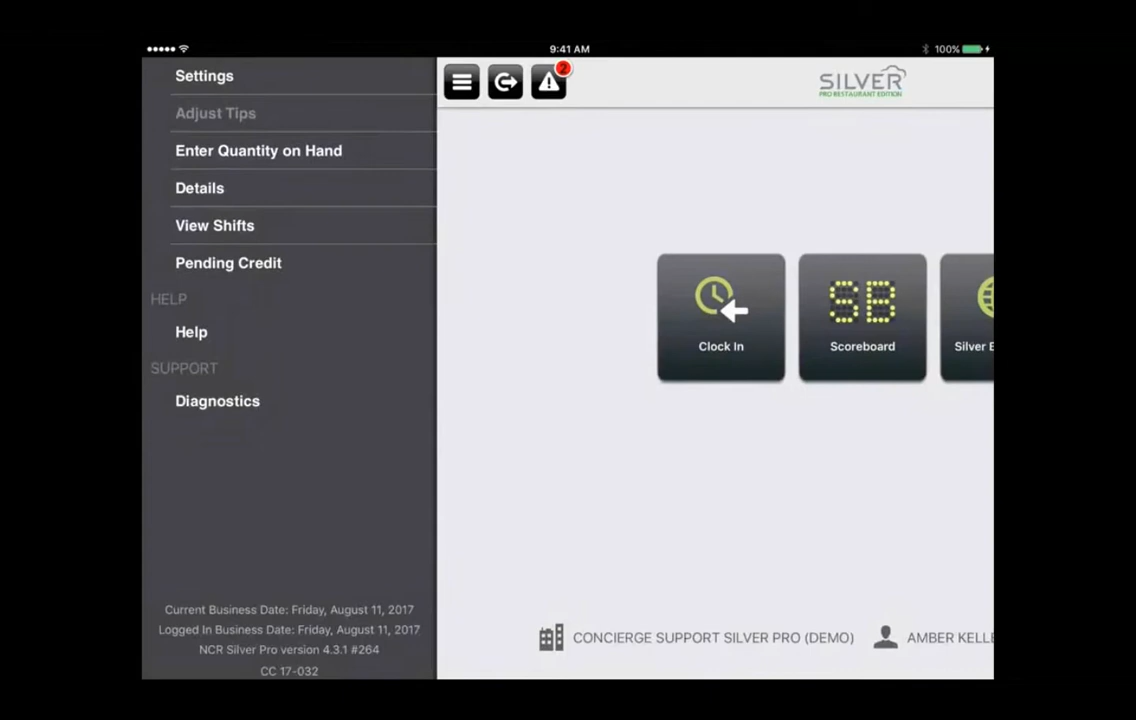 9:41 AM
100%
Settings
Adjust Tips
Enter Quantity on Hand
Details
View Shifts
Pending Credit
HELP
Help
SUPPORT
Diagnostics
Current Business Date: Friday, August 11, 2017
Logged In Business Date: Friday, August 11, 2017
NCR Silver Pro version 4.3.1 #264
CC 17-032
2
SILVER
PRO RESTAURANT EDITION
SB
Clock In
Scoreboard
Silver E
CONCIERGE SUPPORT SILVER PRO (DEMO)
AMBER KELLE